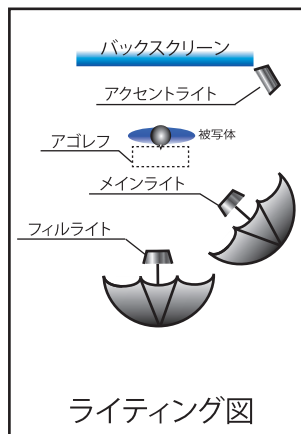 バックスクリーン
アクセントライト
被写体
アゴレフ
メインライト
フィルライト
ライティング図